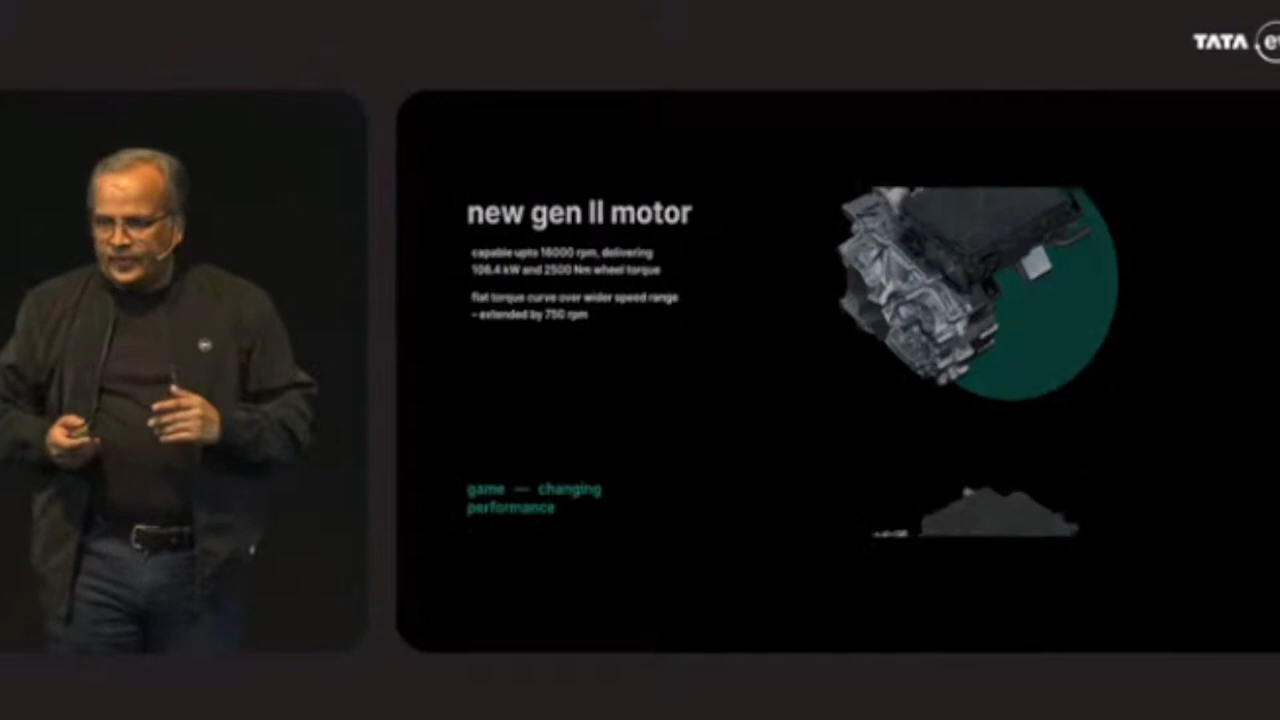 TATA .ev
new gen II motor
capable upto 16000 rpm, delivering
106.4 kW and 2500 Nm wheel torque
flat torque curve over wider speed range
- extended by 750 rpm
game — changing
performance